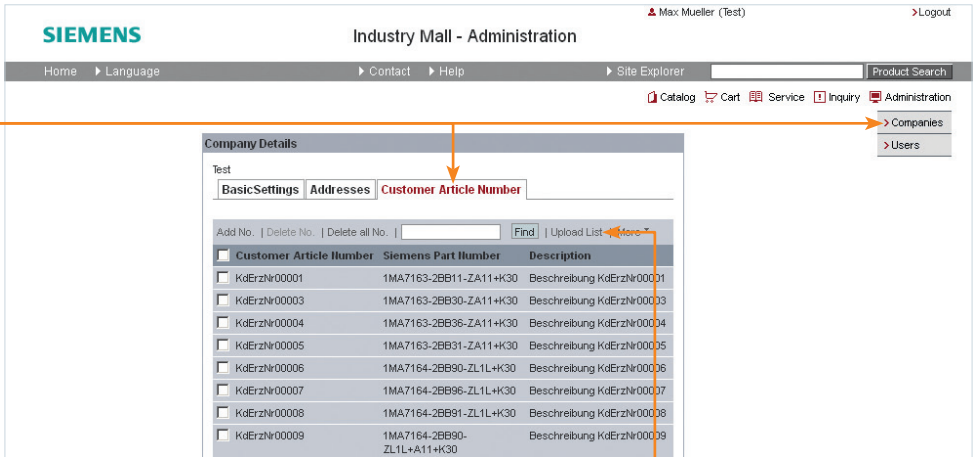 Max Mueller (Test) >Logout
SIEMENS Industry Mall - Administration
Home Language Contact Help Site Explorer Product Search
Catalog Cart Service Inquiry Administration
>Companies
>Users
Company Details
Test
BasicSettings Addresses Customer Article Number
Add No. | Delete No. | Delete all No. | Find | Upload List | More
Customer Article Number Siemens Part Number Description
KdErzNr00001 1MA7163-2BB11-ZA11+K30 Beschreibung KdErzNr00001
KdErzNr00003 1MA7163-2BB30-ZA11+K30 Beschreibung KdErzNr00003
KdErzNr00004 1MA7163-2BB36-ZA11+K30 Beschreibung KdErzNr00004
KdErzNr00005 1MA7163-2BB31-ZA11+K30 Beschreibung KdErzNr00005
KdErzNr00006 1MA7164-2BB90-ZL1L+K30 Beschreibung KdErzNr00006
KdErzNr00007 1MA7164-2BB96-ZL1L+K30 Beschreibung KdErzNr00007
KdErzNr00008 1MA7164-2BB91-ZL1L+K30 Beschreibung KdErzNr00008
KdErzNr00009 1MA7164-2BB90- Beschreibung KdErzNr00009
ZL1L+A11+K30